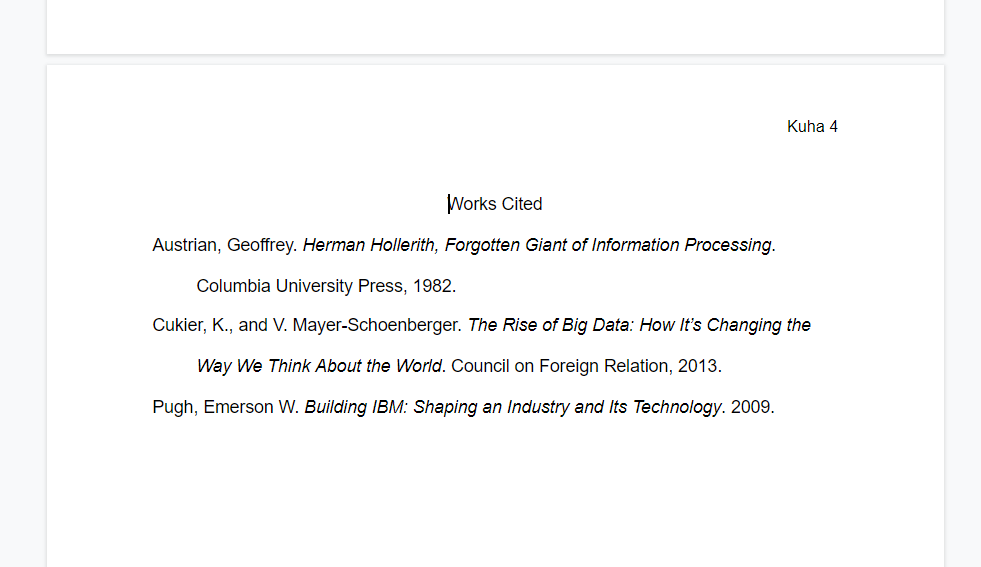 Kuha 4
Works Cited
Austrian, Geoffrey. Herman Hollerith, Forgotten Giant of Information Processing.
Columbia University Press, 1982.
Cukier, K., and V. Mayer-Schoenberger. The Rise of Big Data: How It’s Changing the
Way We Think About the World. Council on Foreign Relation, 2013.
Pugh, Emerson W. Building IBM: Shaping an Industry and Its Technology. 2009.